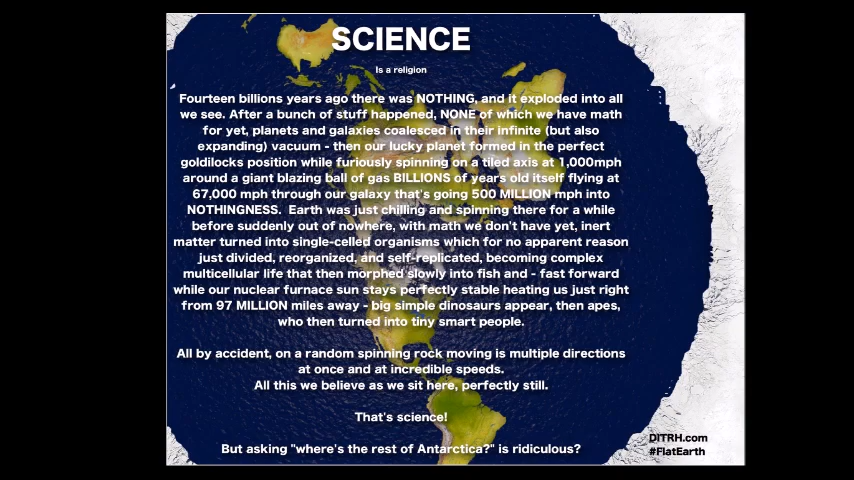 SCIENCE
Is a religion
Fourteen billions years ago there was NOTHING, and it exploded into all
we see. After a bunch of stuff happened, NONE of which we have math
for yet, planets and galaxies coalesced in their infinite (but also
expanding) vacuum - then our lucky planet formed in the perfect
goldilocks position while furiously spinning on a tiled axis at 1,000mph
around a giant blazing ball of gas BILLIONS of years old itself flying at
67,000 mph through our galaxy that's going 500 MILLION mph into
NOTHINGNESS. Earth was just chilling and spinning there for a while
before suddenly out of nowhere, with math we don't have yet, inert
matter turned into single-celled organisms which for no apparent reason
just divided, reorganized, and self-replicated, becoming complex
multicellular life that then morphed slowly into fish and - fast forward
while our nuclear furnace sun stays perfectly stable heating us just right
from 97 MILLION miles away - big simple dinosaurs appear, then apes,
who then turned into tiny smart people.
All by accident, on a random spinning rock moving is multiple directions
at once and at incredible speeds.
All this we believe as we sit here, perfectly still.
That's science!
But asking "where's the rest of Antarctica?" is ridiculous?
DITRH.com
#FlatEarth